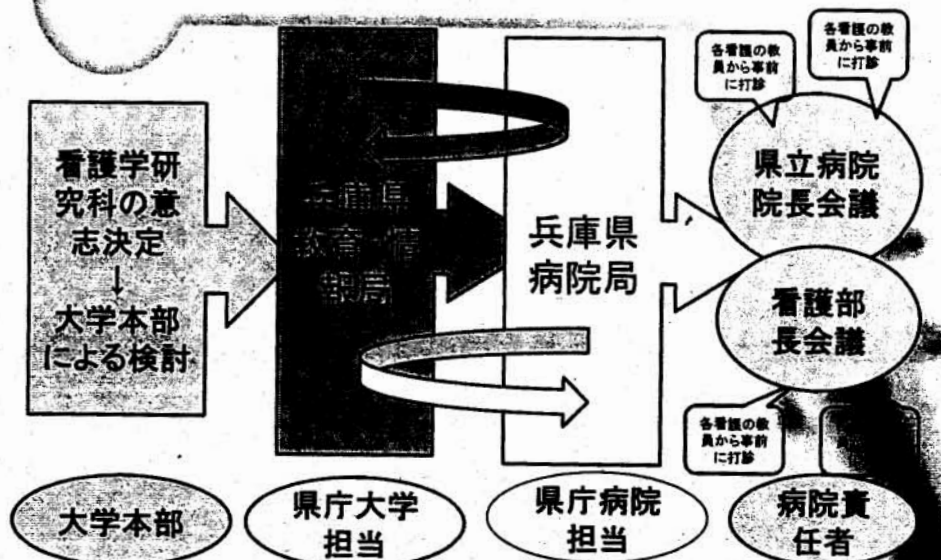 各看護の教
員から事前
に打診
各看護の教
員から事前
に打診
看護学研
究科の意
志決定
↓
大学本部
による検討
兵庫県
教育・情
報局
兵庫県
病院局
県立病院
院長会議
看護部
長会議
各看護の教
員から事前
に打診
大学本部
県庁大学
担当
県庁病院
担当
病院責
任者